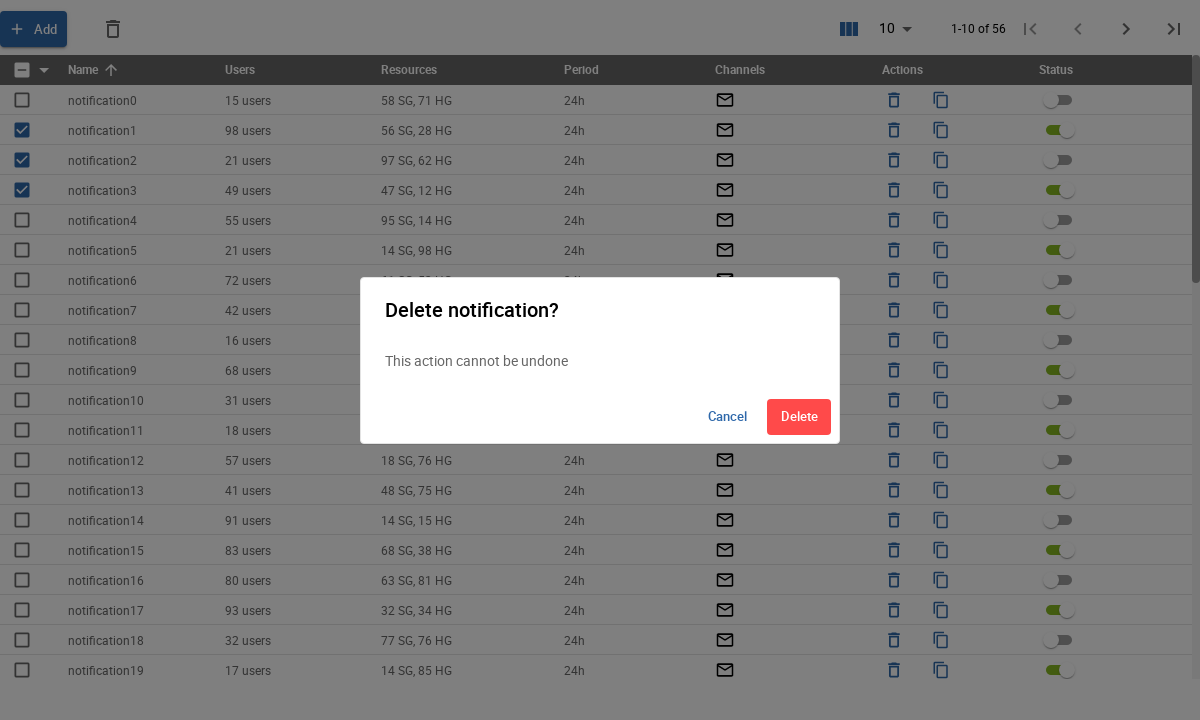 Add 10 1-10 of 56
Name Users Resources Period Channels Actions Status
notification0 15 users 58 SG, 71 HG 24h
notification1 98 users 56 SG, 28 HG 24h
notification2 21 users 97 SG, 62 HG 24h
notification3 49 users 47 SG, 12 HG 24h
notification4 55 users 95 SG, 14 HG 24h
notification5 21 users 14 SG, 98 HG 24h
notification6 72 users
notification7 42 users
notification8 16 users
notification9 68 users
notification10 31 users
notification11 18 users
Delete notification?
This action cannot be undone
Cancel Delete
notification12 57 users 18 SG, 76 HG 24h
notification13 41 users 48 SG, 75 HG 24h
notification14 91 users 14 SG, 15 HG 24h
notification15 83 users 68 SG, 38 HG 24h
notification16 80 users 63 SG, 81 HG 24h
notification17 93 users 32 SG, 34 HG 24h
notification18 32 users 77 SG, 76 HG 24h
notification19 17 users 14 SG, 85 HG 24h